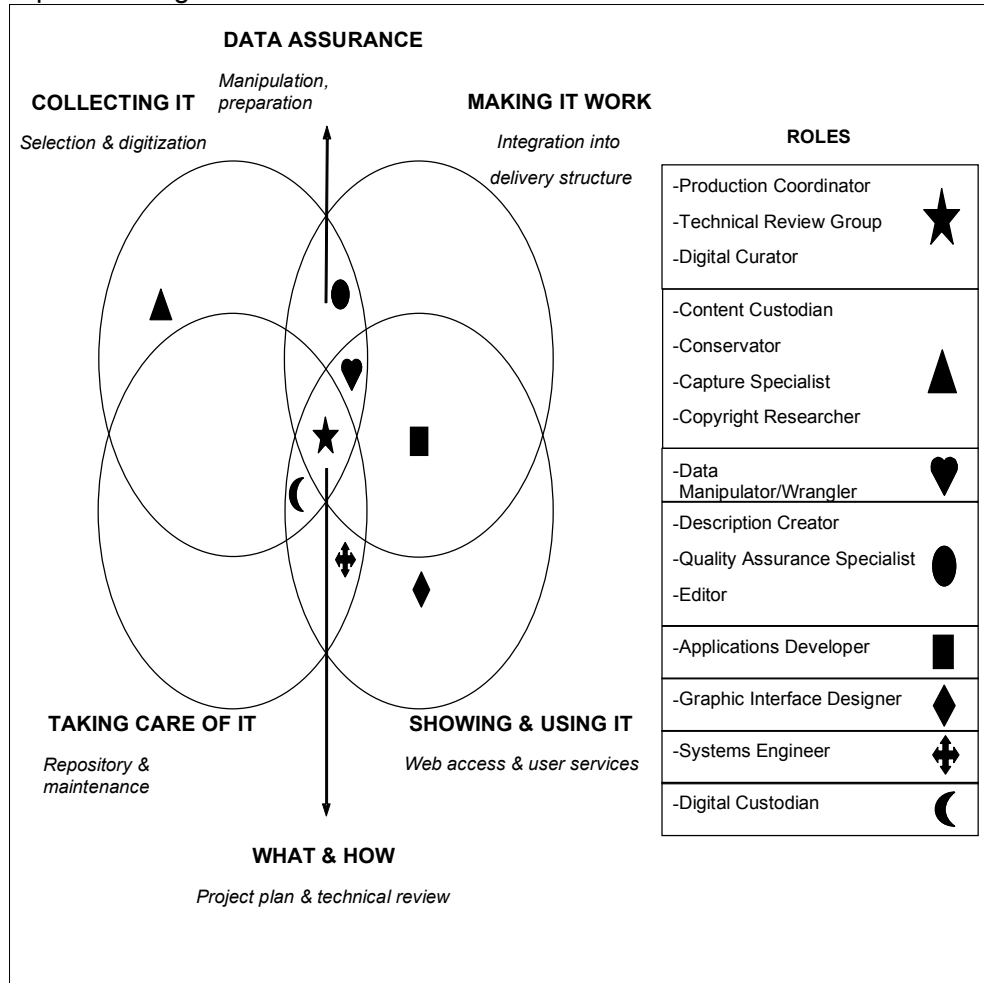 DATA ASSURANCE
Manipulation,
preparation
COLLECTING IT
Selection & digitization
MAKING IT WORK
Integration into
delivery structure
TAKING CARE OF IT
Repository &
maintenance
SHOWING & USING IT
Web access & user services
WHAT & HOW
Project plan & technical review
ROLES
-Production Coordinator
-Technical Review Group
-Digital Curator
-Content Custodian
-Conservator
-Capture Specialist
-Copyright Researcher
-Data
Manipulator/Wrangler
-Description Creator
-Quality Assurance Specialist
-Editor
-Applications Developer
-Graphic Interface Designer
-Systems Engineer
-Digital Custodian